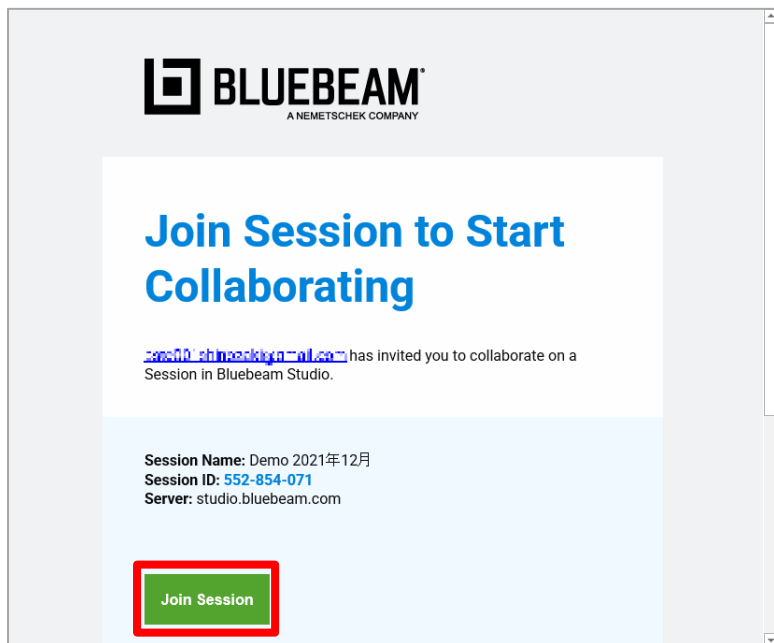 BLUEBEAM®
A NEMETSCHEK COMPANY
Join Session to Start
Collaborating
has invited you to collaborate on a
Session in Bluebeam Studio.
Session Name: Demo 2021年12月
Session ID: 552-854-071
Server: studio.bluebeam.com
Join Session